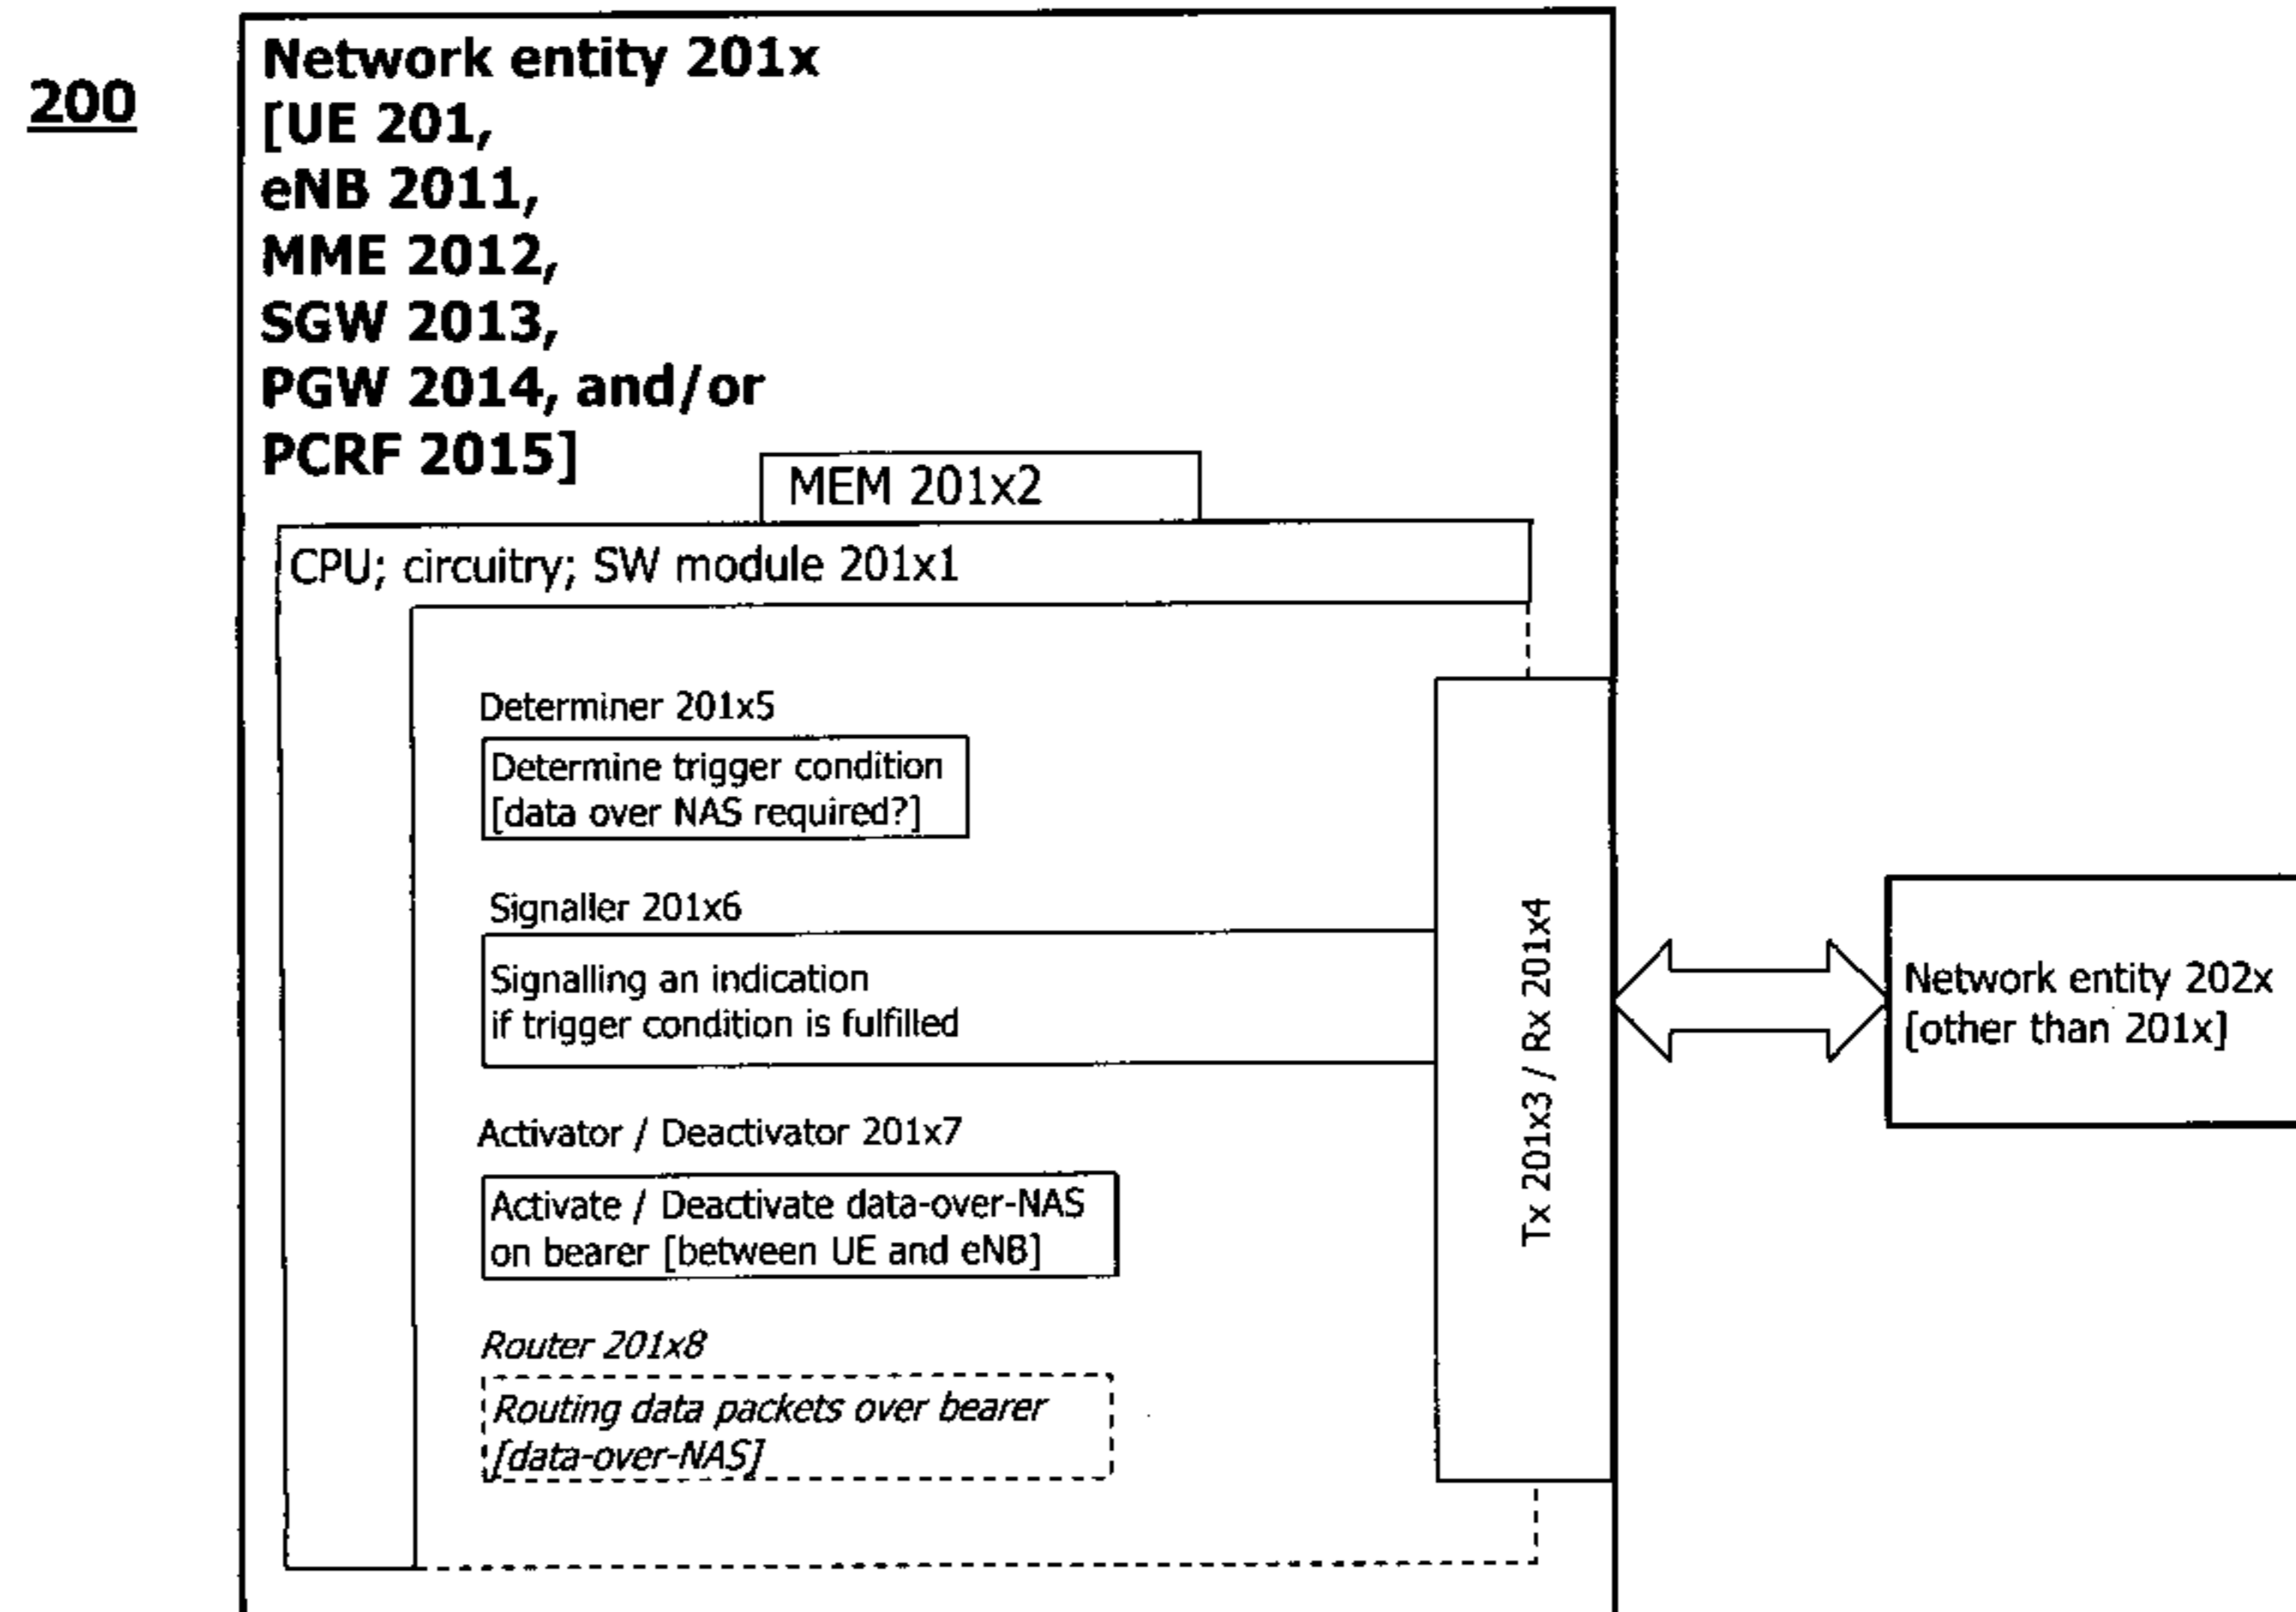 200
Network entity 201x
[UE 201,
eNB 2011,
MME 2012,
SGW 2013,
PGW 2014, and/or
PCRF 2015]
MEM 201x2
CPU; circuitry; SW module 201x1
Determiner 201x5
Determine trigger condition
[data over NAS required?]
Signaller 201x6
Signalling an indication
if trigger condition is fulfilled
Activator / Deactivator 201x7
Activate / Deactivate data-over-NAS
on bearer [between UE and eNB]
Router 201x8
Routing data packets over bearer
[data-over-NAS]
Tx 201x3 / Rx 201x4
Network entity 202x
[other than 201x]